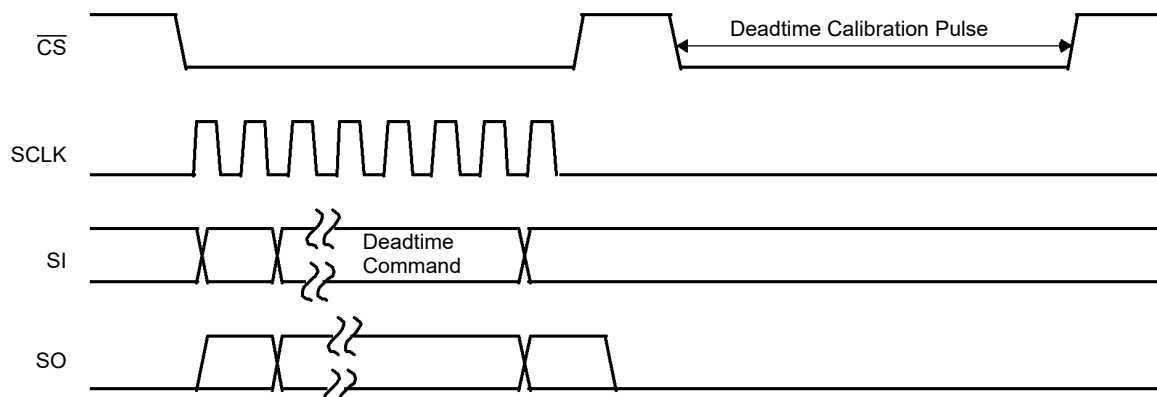 CS
Deadtime Calibration Pulse
SCLK
SI
Deadtime
Command
SO